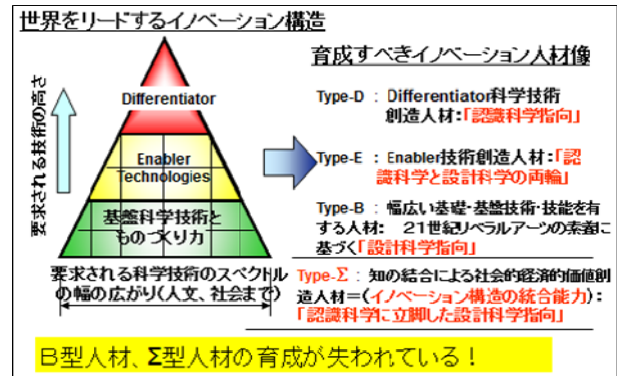 世界をリードするイノベーション構造
要求される技術の高さ
Differentiator
Enabler
Technologies
基盤科学技術と
ものづくり力
要求される科学技術のスペクトル
の幅の広がり(人文、社会まで)
育成すべきイノベーション人材像
Type-D : Differentiator科学技術
創造人材:「認識科学指向」
Type-E : Enabler技術創造人材:「認
識科学と設計科学の両輪」
Type-B : 幅広い基礎・基盤技術・技能を有
する人材: 21世紀リベラルアーツの素養に
基づく「設計科学指向」
Type-Σ : 知の結合による社会的経済的価値創
造人材=(イノベーション構造の統合能力):
「認識科学に立脚した設計科学指向」
B型人材、Σ型人材の育成が失われている!